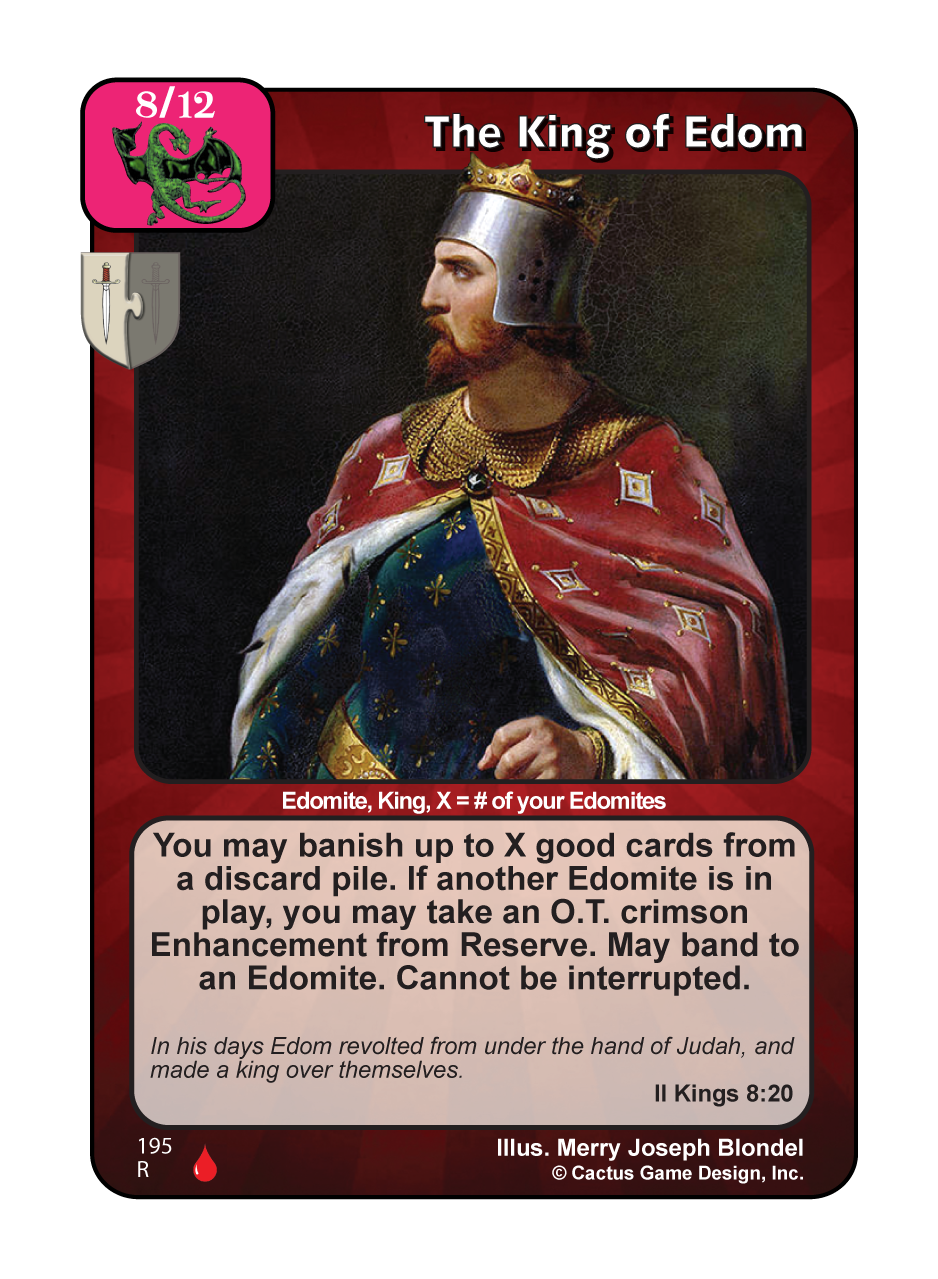 8/12
The King of Edom
Edomite, King, X = # of your Edomites
You may banish up to X good cards from
a discard pile. If another Edomite is in
play, you may take an O.T. crimson
Enhancement from Reserve. May band to
an Edomite. Cannot be interrupted.
In his days Edom revolted from under the hand of Judah, and
made a king over themselves.
II Kings 8:20
195
R
Illus. Merry Joseph Blondel
© Cactus Game Design, Inc.